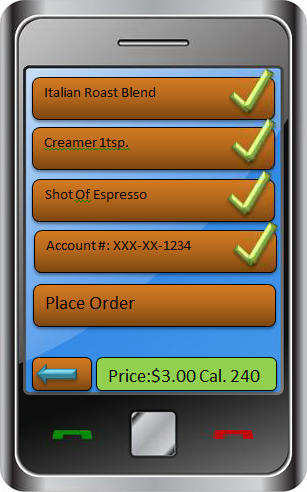 Italian Roast Blend
Creamer 1tsp.
Shot Of Espresso
Account #: XXX-XX-1234
Place Order
Price:$3.00 Cal. 240